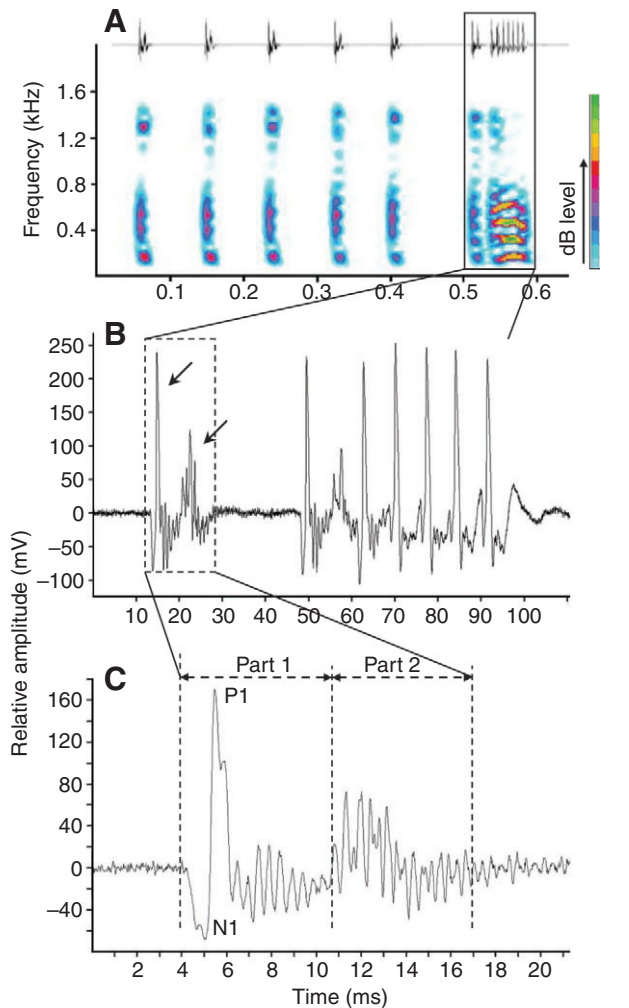 A
Frequency (kHz)
1.6
1.2
0.8
0.4
0.1 0.2 0.3 0.4 0.5 0.6
dB level
B
250
200
150
100
50
0
–50
–100
10 20 30 40 50 60 70 80 90 100
Relative amplitude (mV)
C
Part 1 Part 2
160
120
80
40
0
–40
P1
N1
2 4 6 8 10 12 14 16 18 20
Time (ms)